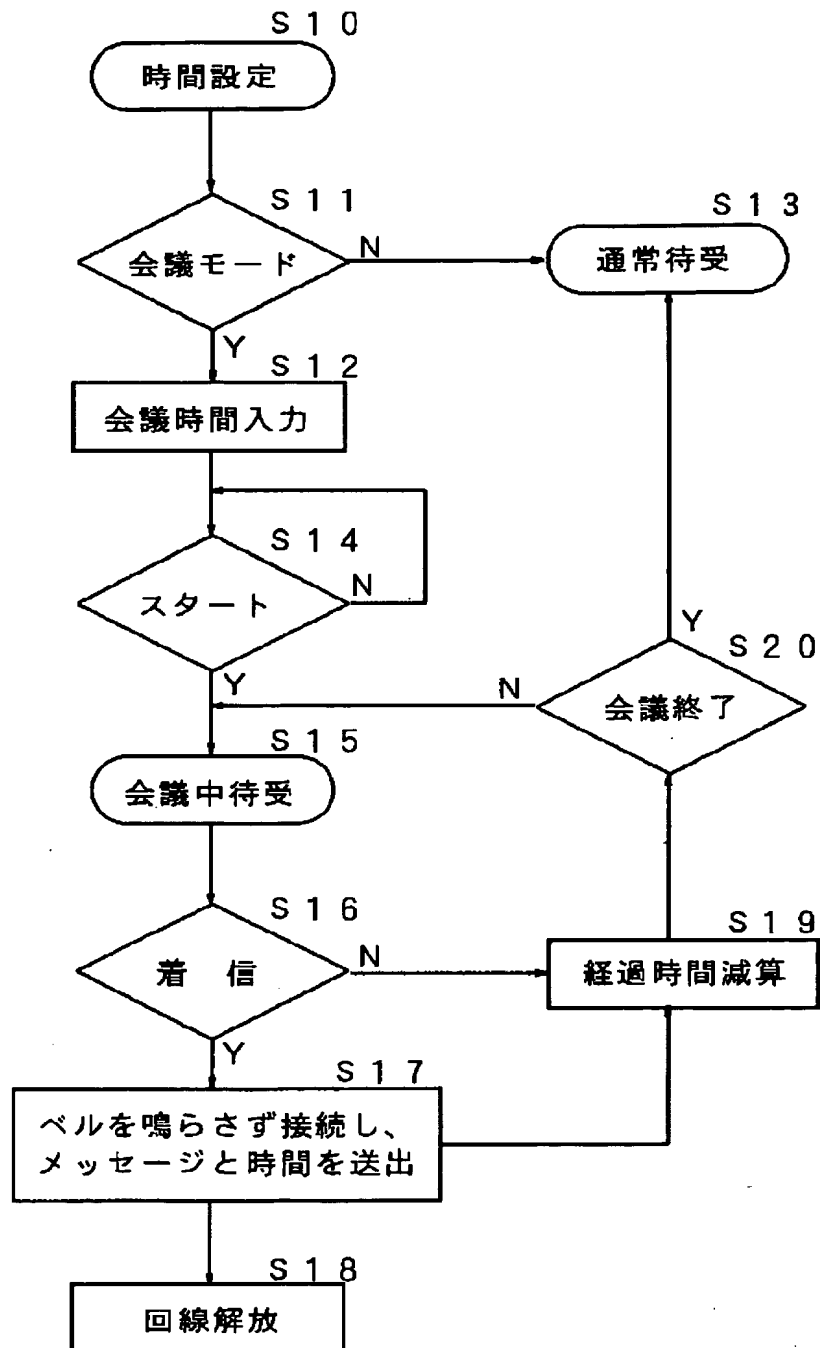 S10
時間設定
S11
会議モード
N
Y
S13
通常待受
S12
会議時間入力
S14
スタート
N
Y
S20
会議終了
Y
N
S15
会議中待受
S16
着 信
N
Y
S19
経過時間減算
S17
ベルを鳴らさず接続し、
メッセージと時間を送出
S18
回線解放